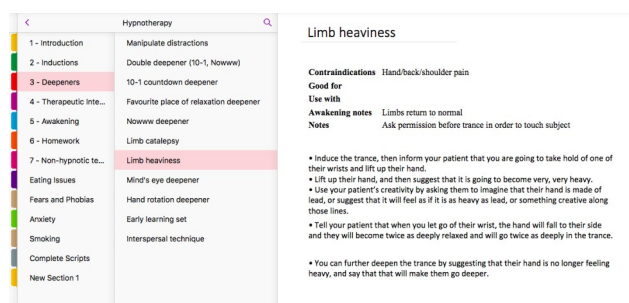 Hypnotherapy
1 - Introduction
2 - Inductions
3 - Deepeners
4 - Therapeutic Inte...
5 - Awakening
6 - Homework
7 - Non-hypnotic te...
Eating Issues
Fears and Phobias
Anxiety
Smoking
Complete Scripts
New Section 1
Manipulate distractions
Double deepener (10-1, Nowww)
10-1 countdown deepener
Favourite place of relaxation deepener
Nowww deepener
Limb catalepsy
Limb heaviness
Mind's eye deepener
Hand rotation deepener
Early learning set
Interspersal technique
Limb heaviness
Contraindications Hand/back/shoulder pain
Good for
Use with
Awakening notes Limbs return to normal
Notes Ask permission before trance in order to touch subject
• Induce the trance, then inform your patient that you are going to take hold of one of
their wrists and lift up their hand.
• Lift up their hand, and then suggest that it is going to become very, very heavy.
• Use your patient's creativity by asking them to imagine that their hand is made of
lead, or suggest that it will feel as if it is as heavy as lead, or something creative along
those lines.
• Tell your patient that when you let go of their wrist, the hand will fall to their side
and they will become twice as deeply relaxed and will go twice as deeply in the trance.
• You can further deepen the trance by suggesting that their hand is no longer feeling
heavy, and say that that will make them go deeper.